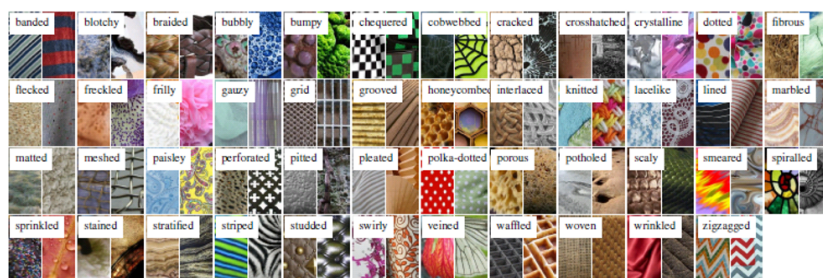 banded blotchy braided bubbly bumpy chequered cobwebbed cracked crosshatched crystalline dotted fibrous
flecked freckled frilly gauzy grid grooved honeycombed interlaced knitted lacelike lined marbled
matted meshed paisley perforated pitted pleated polka-dotted porous potholed scaly smeared spiralled
sprinkled stained stratified striped studded swirly veined waffled woven wrinkled zigzagged